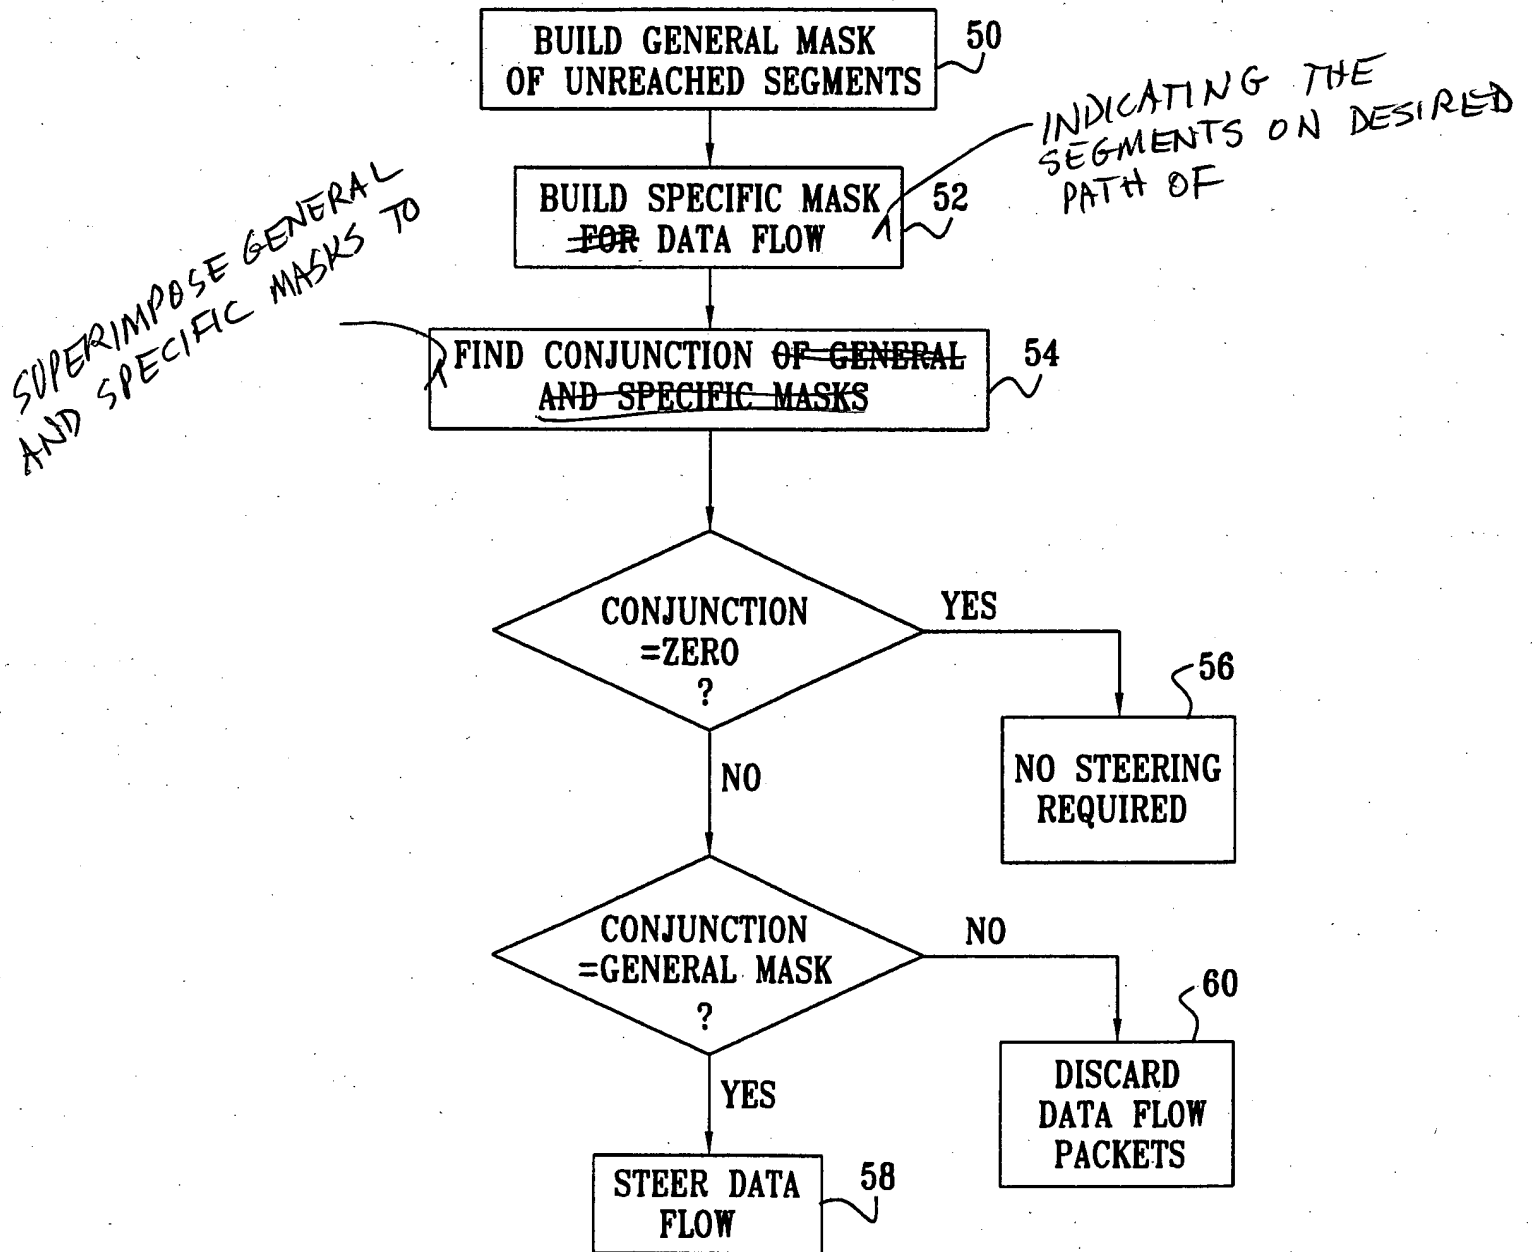 BUILD GENERAL MASK
OF UNREACHED SEGMENTS
50
INDICATING THE
SEGMENTS ON DESIRED
PATH OF
BUILD SPECIFIC MASK
FOR DATA FLOW
52
SUPERIMPOSE GENERAL
AND SPECIFIC MASKS TO
FIND CONJUNCTION OF GENERAL
AND SPECIFIC MASKS
54
CONJUNCTION
=ZERO
?
YES
56
NO STEERING
REQUIRED
NO
CONJUNCTION
=GENERAL MASK
?
NO
60
DISCARD
DATA FLOW
PACKETS
YES
STEER DATA
FLOW
58